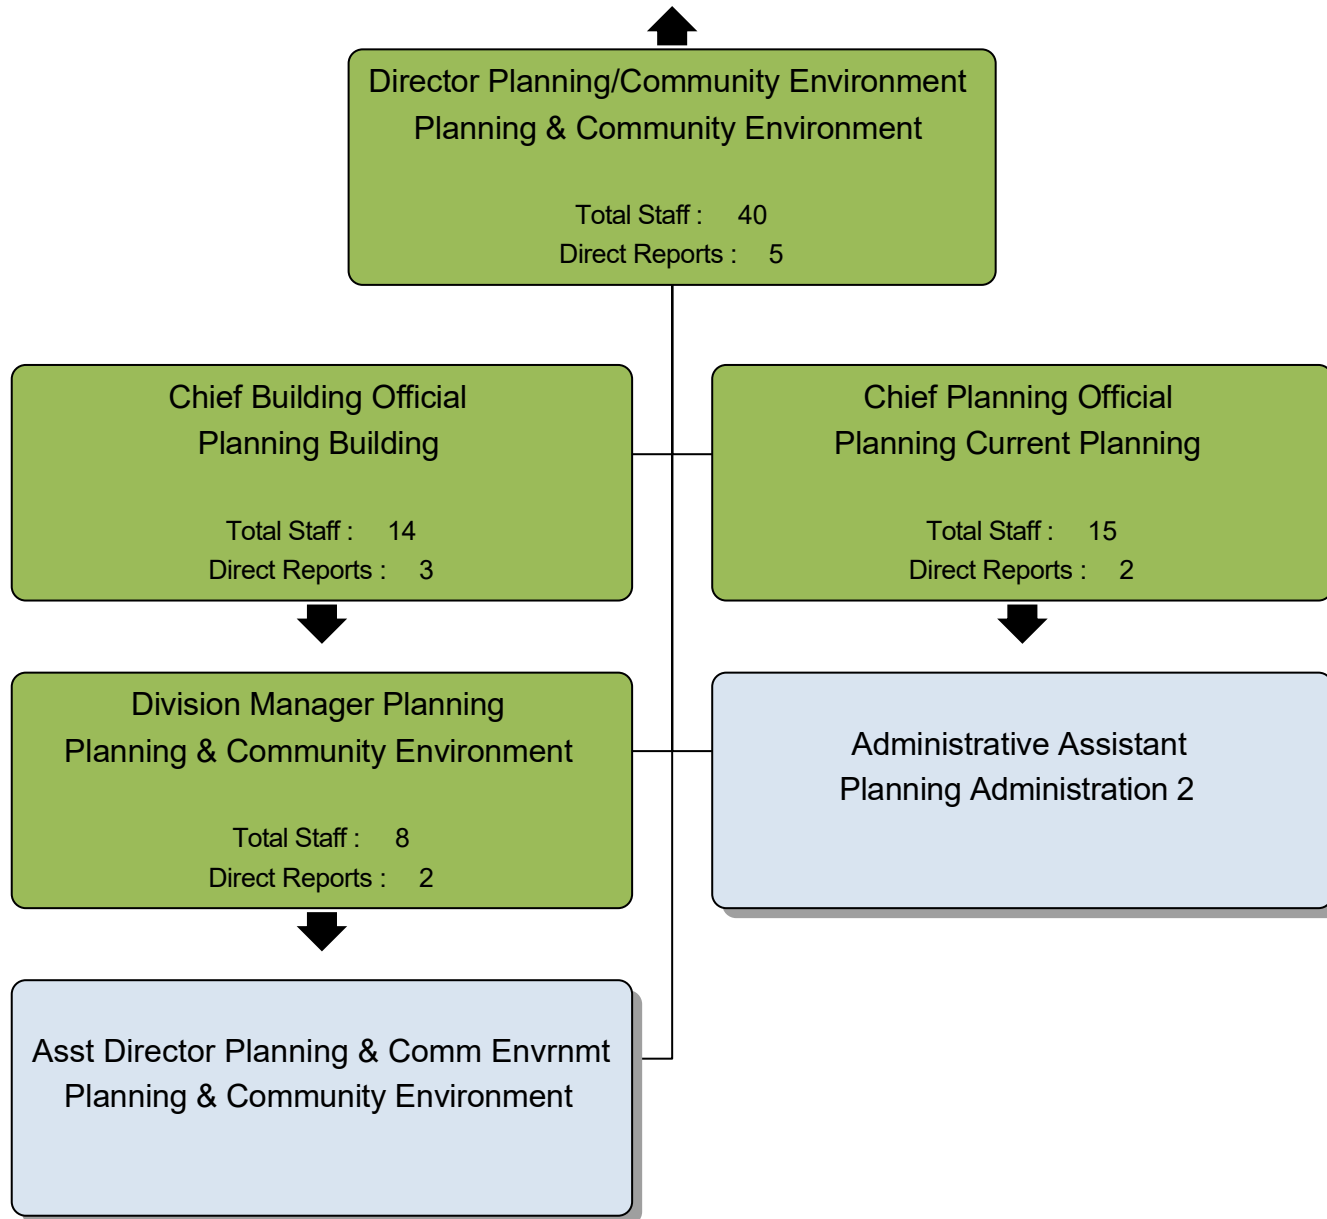 Director Planning/Community Environment
Planning & Community Environment
Total Staff : 40
Direct Reports : 5
Chief Building Official
Planning Building
Total Staff : 14
Direct Reports : 3
Chief Planning Official
Planning Current Planning
Total Staff : 15
Direct Reports : 2
Division Manager Planning
Planning & Community Environment
Total Staff : 8
Direct Reports : 2
Administrative Assistant
Planning Administration 2
Asst Director Planning & Comm Envrnmt
Planning & Community Environment